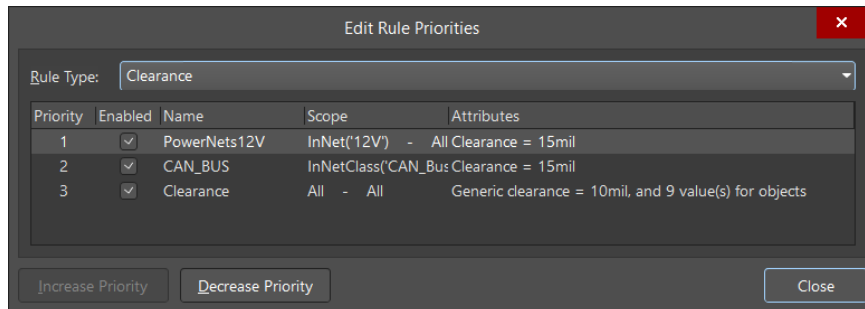 Edit Rule Priorities
Rule Type: Clearance
Priority Enabled Name Scope Attributes
1 PowerNets12V InNet('12V') - All Clearance = 15mil
2 CAN_BUS InNetClass('CAN_Bus Clearance = 15mil
3 Clearance All - All Generic clearance = 10mil, and 9 value(s) for objects
Increase Priority Decrease Priority Close